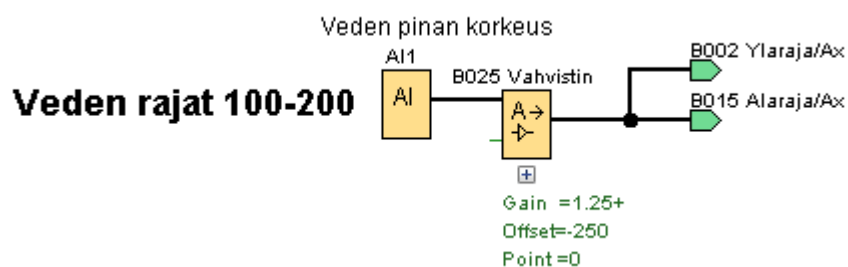 Veden pinan korkeus
AI1
B002 Ylaraja/Ax
B025 Vahvistin
AI
A→
Veden rajat 100-200
B015 Alaraja/Ax
+
Gain =1.25+
Offset=-250
Point =0